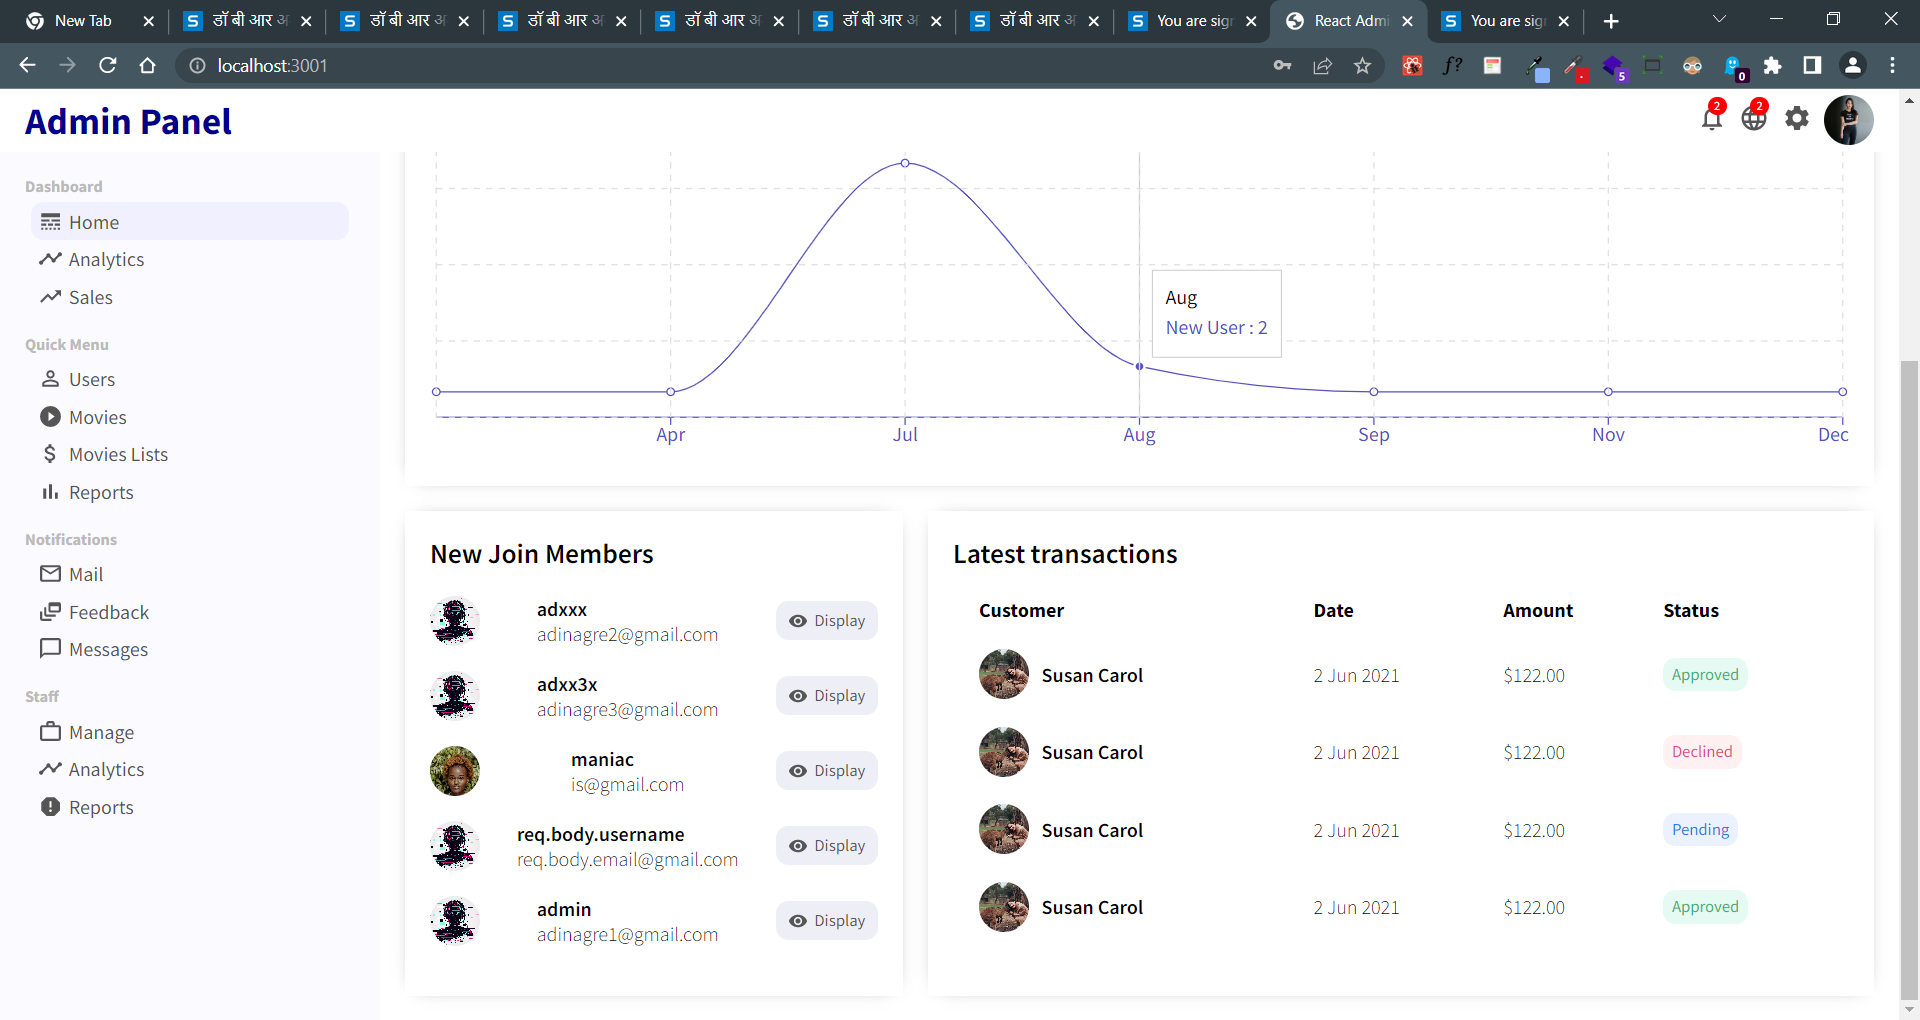 New Tab
डॉ बी आर
डॉ बी आर
डॉ बी आर
डॉ बी आर
डॉ बी आर
डॉ बी आर
You are sig
React Admi
You are sig
localhost:3001
f?
5
0
Admin Panel
2
2
Dashboard
Home
Analytics
Sales
Quick Menu
Users
Movies
Movies Lists
Reports
Notifications
Mail
Feedback
Messages
Staff
Manage
Analytics
Reports
Aug
New User : 2
Apr Jul Aug Sep Nov Dec
New Join Members
adxxx
adinagre2@gmail.com
Display
adxx3x
adinagre3@gmail.com
Display
maniac
is@gmail.com
Display
req.body.username
req.body.email@gmail.com
Display
admin
adinagre1@gmail.com
Display
Latest transactions
Customer Date Amount Status
Susan Carol 2 Jun 2021 $122.00 Approved
Susan Carol 2 Jun 2021 $122.00 Declined
Susan Carol 2 Jun 2021 $122.00 Pending
Susan Carol 2 Jun 2021 $122.00 Approved